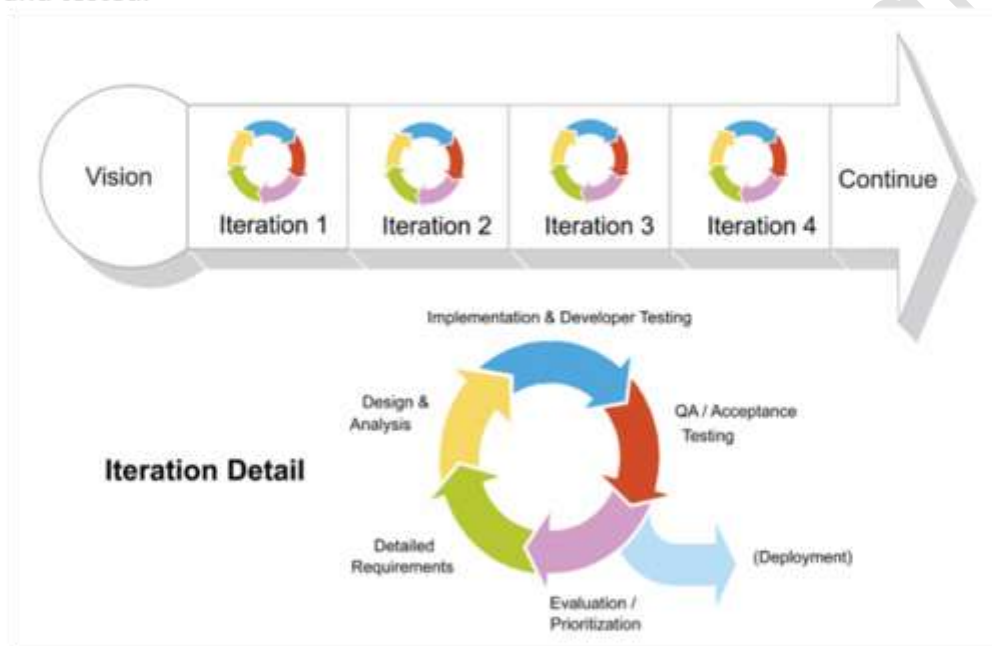 Vision
Iteration 1
Iteration 2
Iteration 3
Iteration 4
Continue
Implementation & Developer Testing
Design &
Analysis
QA / Acceptance
Testing
Iteration Detail
Detailed
Requirements
(Deployment)
Evaluation /
Prioritization